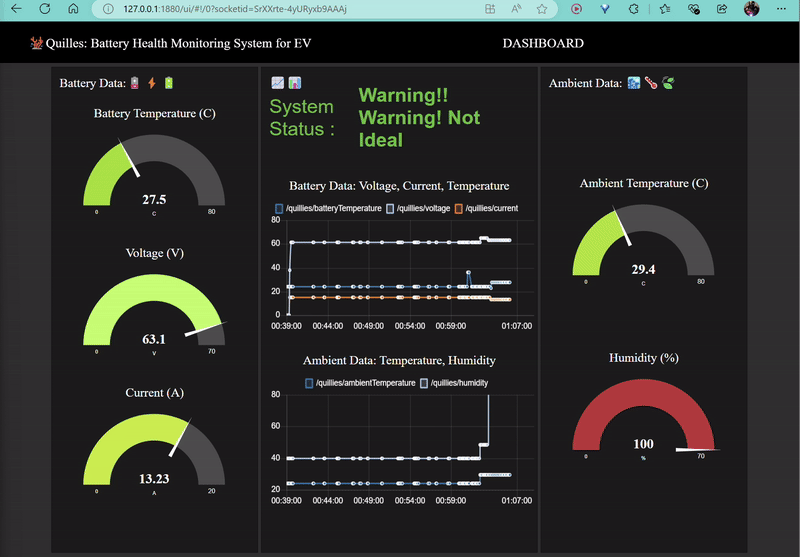 127.0.0.1:1880/ui/#!/0?socketid=SrXXrte-4yURyxb9AAAj
Quilles: Battery Health Monitoring System for EV
DASHBOARD
Battery Data:
Battery Temperature (C)
27.5
C
0
80
Voltage (V)
63.1
V
0
70
Current (A)
13.23
A
0
20
System
Status :
Warning!!
Warning! Not
Ideal
Battery Data: Voltage, Current, Temperature
/quillies/batteryTemperature /quillies/voltage /quillies/current
80
60
40
20
0
00:39:00 00:44:00 00:49:00 00:54:00 00:59:00 01:07:00
Ambient Data: Temperature, Humidity
/quillies/ambientTemperature /quillies/humidity
80
60
40
20
00:39:00 00:44:00 00:49:00 00:54:00 00:59:00 01:07:00
Ambient Data:
Ambient Temperature (C)
29.4
C
0
80
Humidity (%)
100
%
0
70